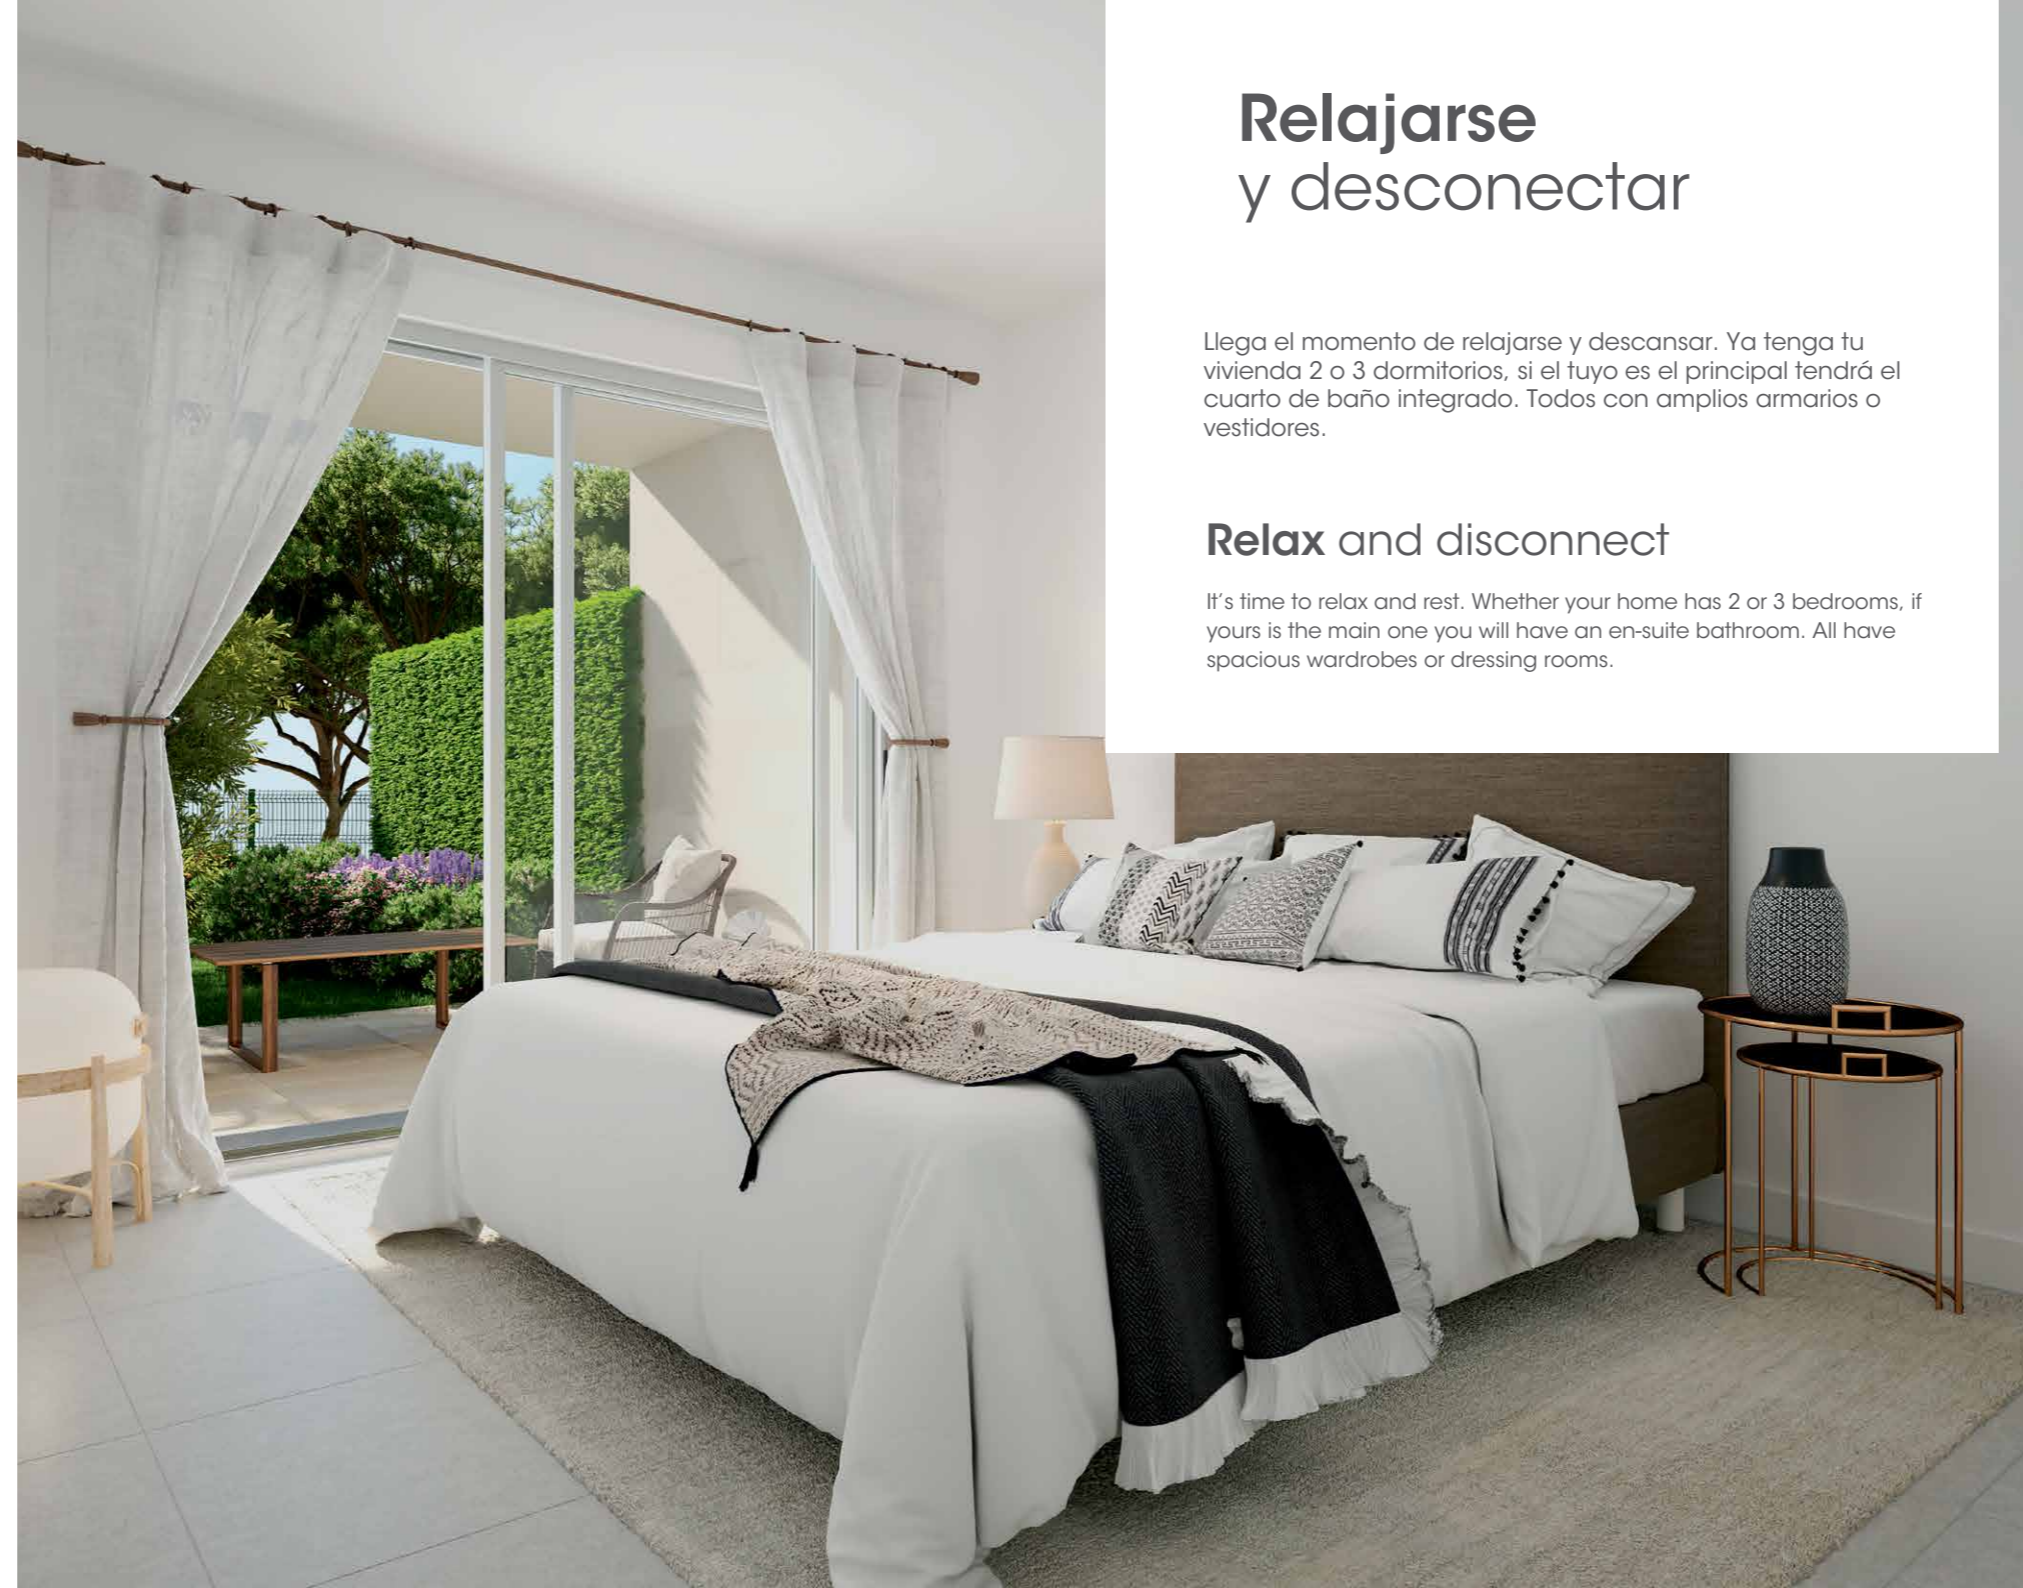 Relajarse
y desconectar
Llega el momento de relajarse y descansar. Ya tenga tu
vivienda 2 o 3 dormitorios, si el tuyo es el principal tendrá el
cuarto de baño integrado. Todos con amplios armarios o
vestidores.
Relax and disconnect
It's time to relax and rest. Whether your home has 2 or 3 bedrooms, if
yours is the main one you will have an en-suite bathroom. All have
spacious wardrobes or dressing rooms.